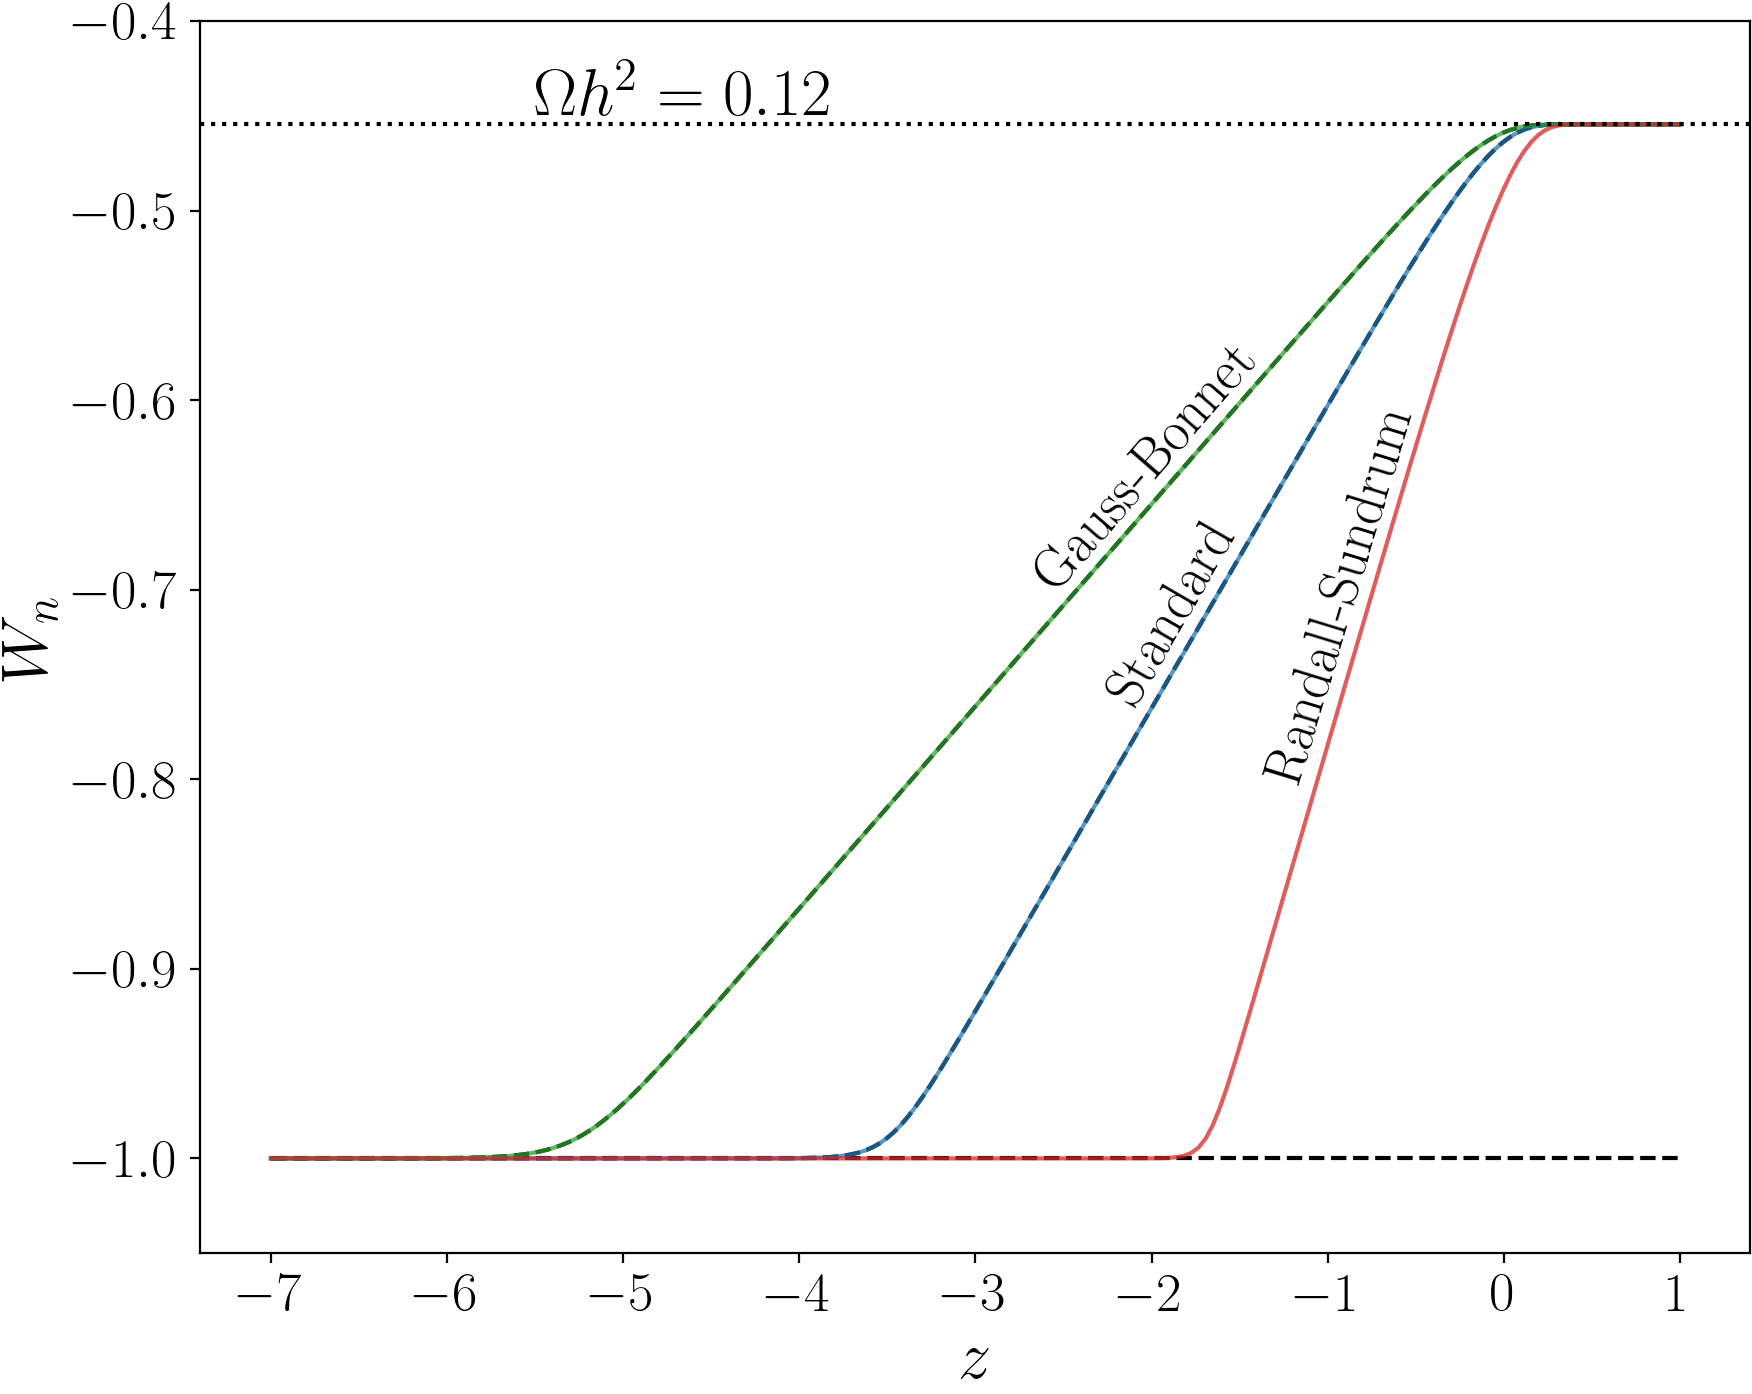 −0.4
Ωh² = 0.12
−0.5
−0.6
−0.7
−0.8
−0.9
−1.0
Wₙ
Gauss-Bonnet
Standard
Randall-Sundrum
−7 −6 −5 −4 −3 −2 −1 0 1
z